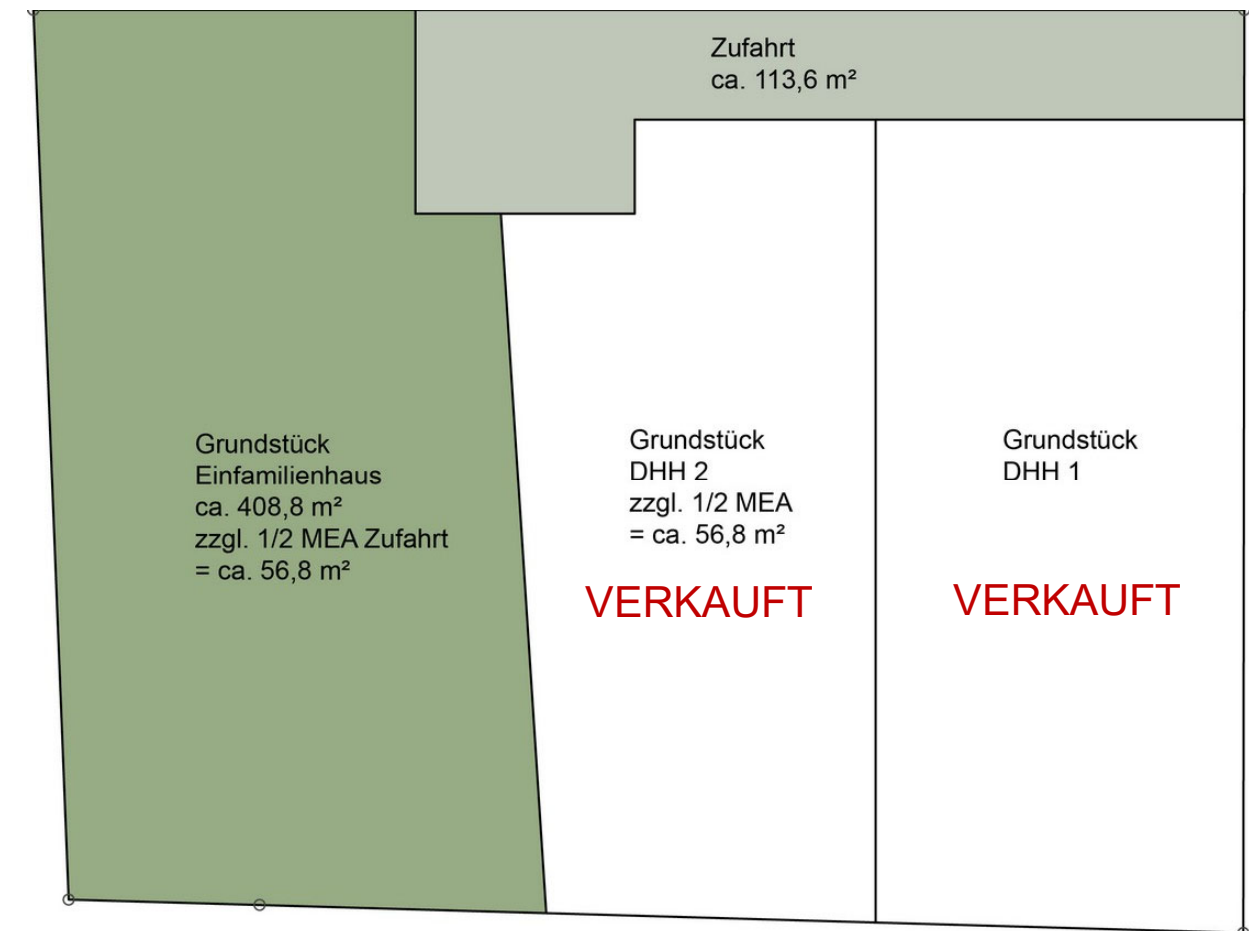 Zufahrt
ca. 113,6 m²
Grundstück
Einfamilienhaus
ca. 408,8 m²
zzgl. 1/2 MEA Zufahrt
= ca. 56,8 m²
Grundstück
DHH 2
zzgl. 1/2 MEA
= ca. 56,8 m²
VERKAUFT
Grundstück
DHH 1
VERKAUFT